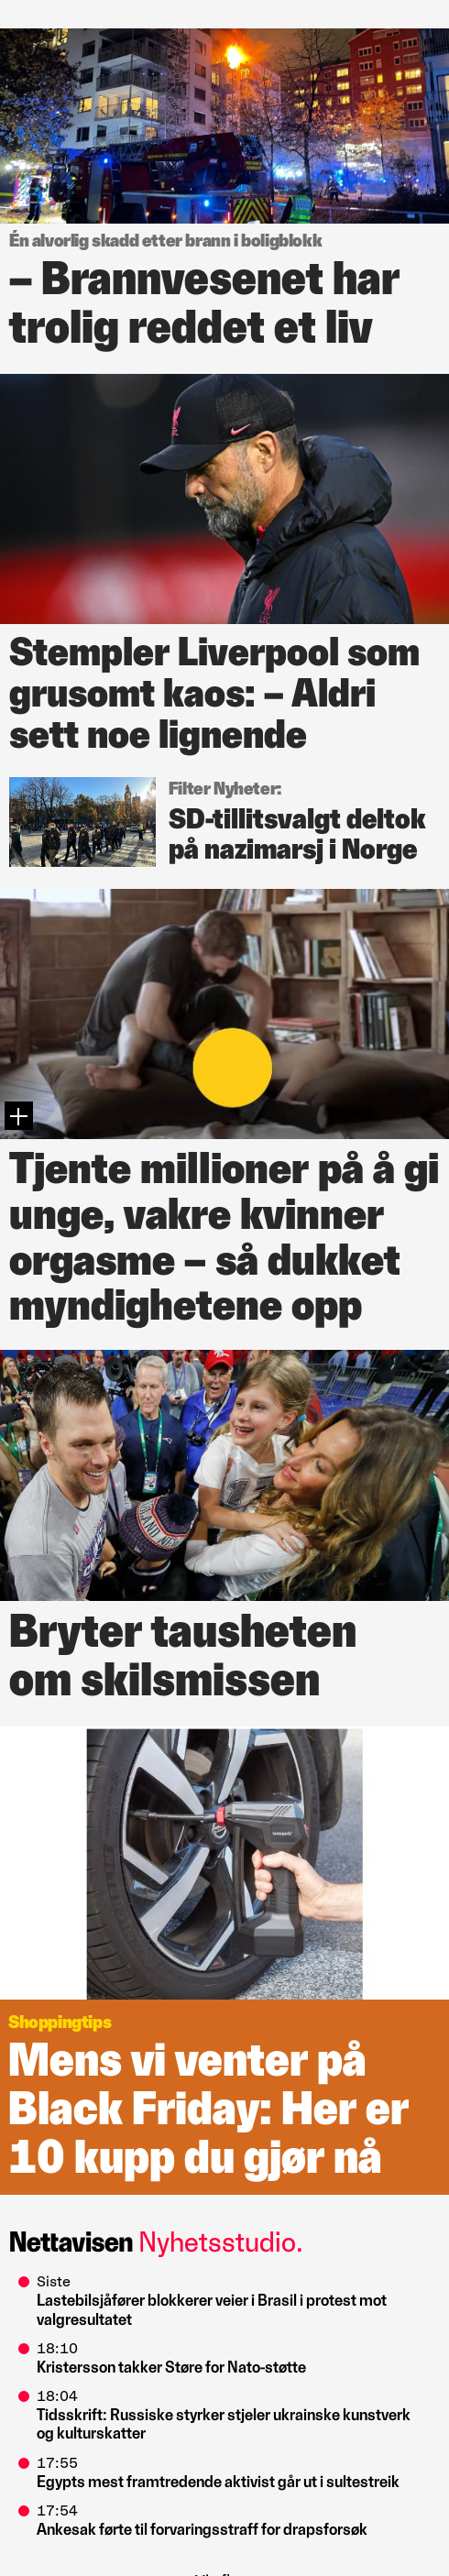 Én alvorlig skadd etter brann i boligblokk
– Brannvesenet har
trolig reddet et liv
Stempler Liverpool som
grusomt kaos: – Aldri
sett noe lignende
Filter Nyheter:
SD-tillitsvalgt deltok
på nazimarsj i Norge
Tjente millioner på å gi
unge, vakre kvinner
orgasme – så dukket
myndighetene opp
Bryter tausheten
om skilsmissen
Shoppingtips
Mens vi venter på
Black Friday: Her er
10 kupp du gjør nå
Nettavisen Nyhetsstudio.
Siste
Lastebilsjåfører blokkerer veier i Brasil i protest mot
valgresultatet
18:10
Kristersson takker Støre for Nato-støtte
18:04
Tidsskrift: Russiske styrker stjeler ukrainske kunstverk
og kulturskatter
17:55
Egypts mest framtredende aktivist går ut i sultestreik
17:54
Ankesak førte til forvaringsstraff for drapsforsøk